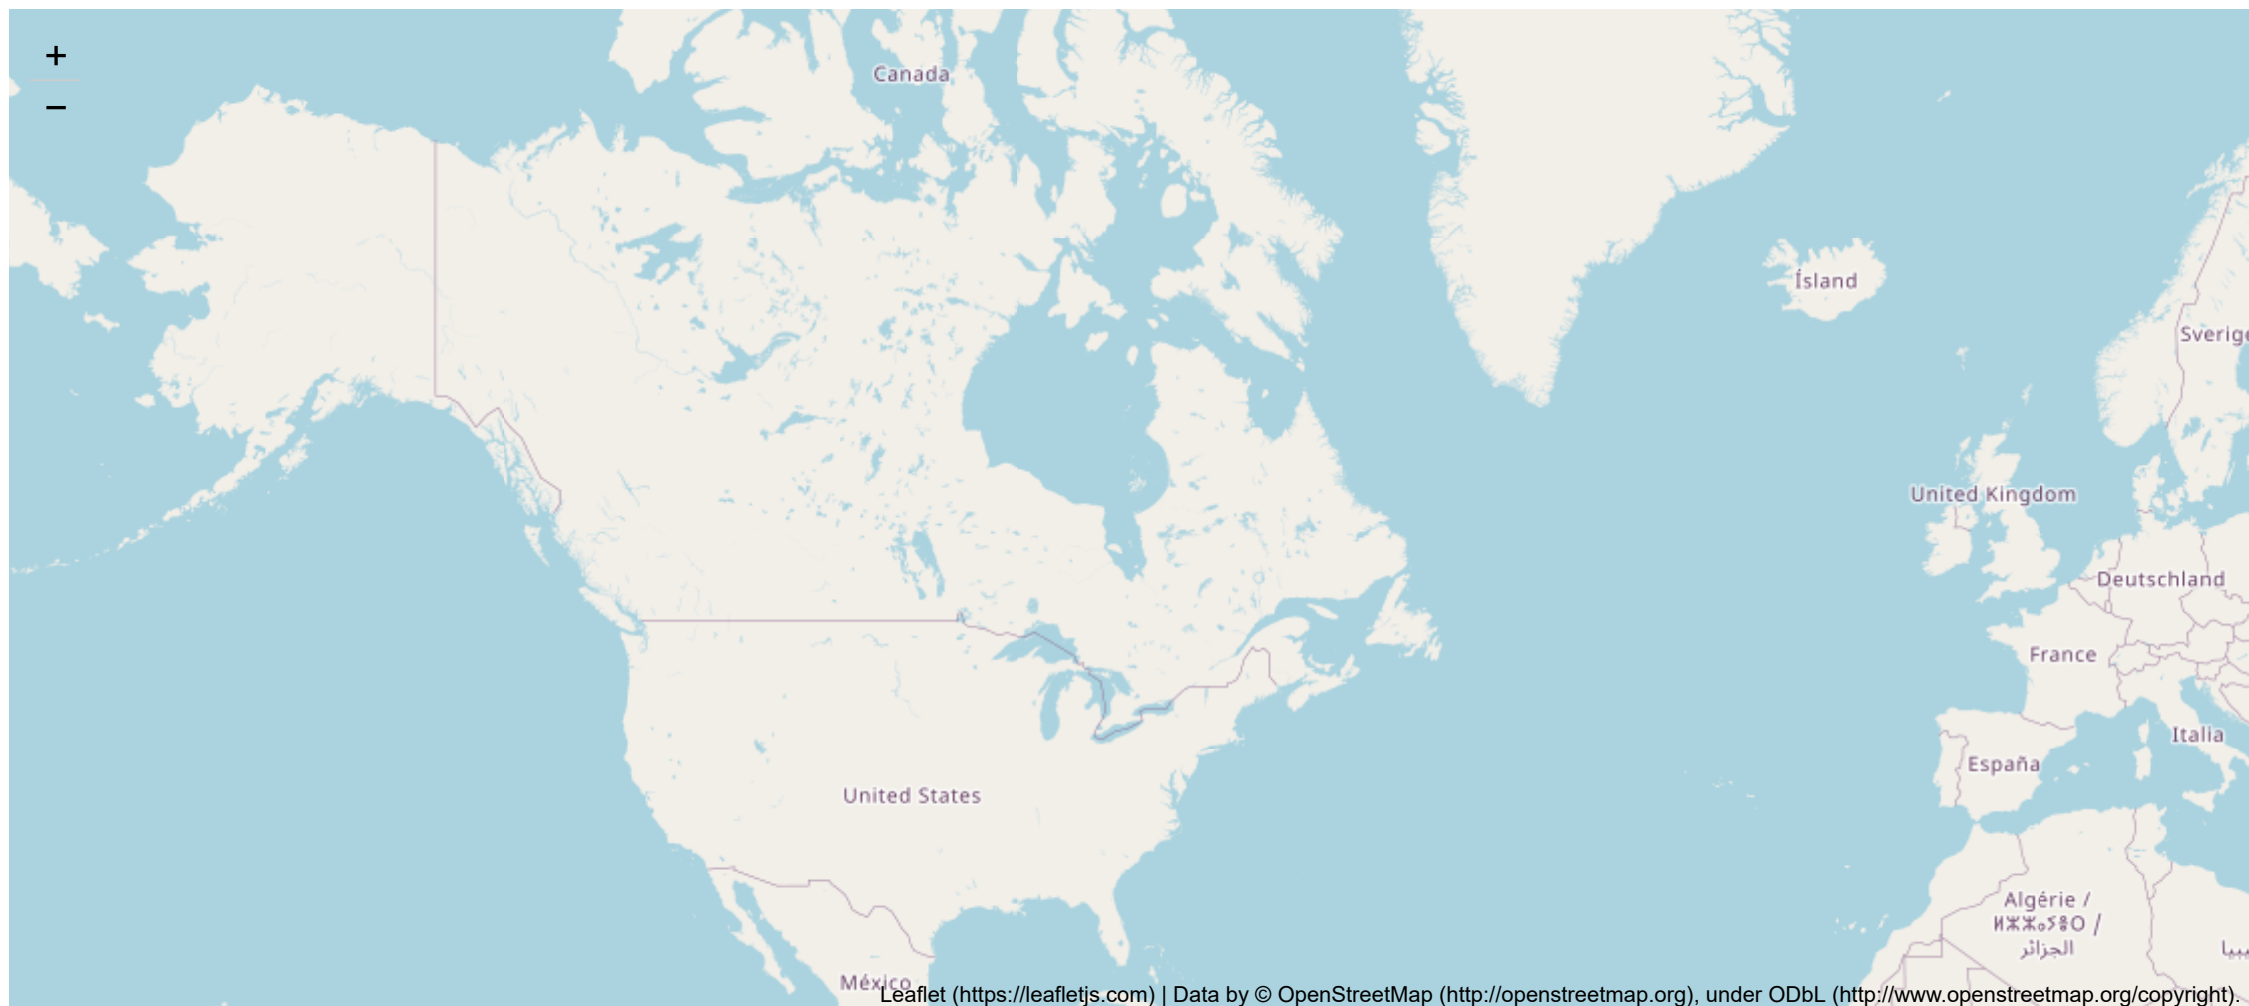 +
−
Canada
Ísland
Sverige
United Kingdom
Deutschland
France
Italia
España
United States
Algérie /
ⵍⵣⵣⴰⵢⴻⵔ /
الجزائر
México
Leaflet (https://leafletjs.com) | Data by © OpenStreetMap (http://openstreetmap.org), under ODbL (http://www.openstreetmap.org/copyright).